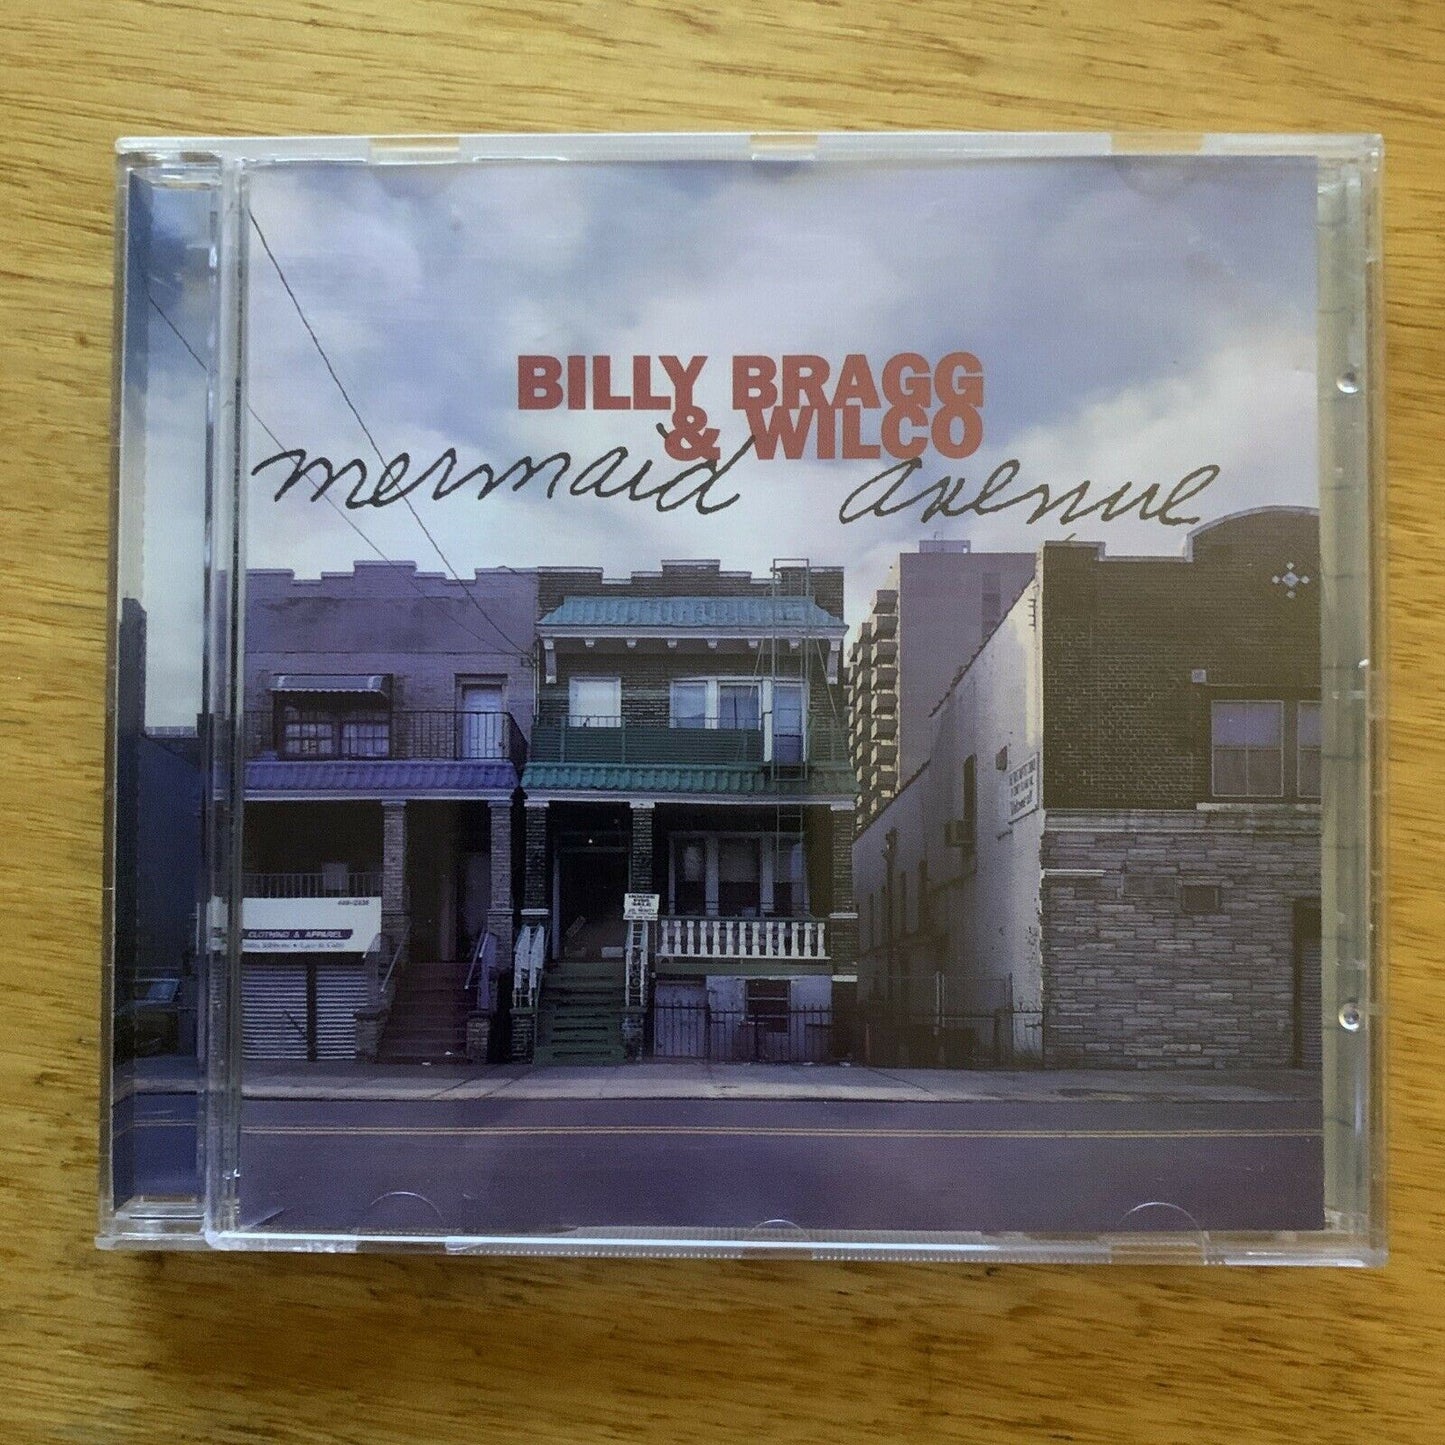 BILLY BRAGG
& WILCO
mermaid avenue
CLOTHING & APPAREL